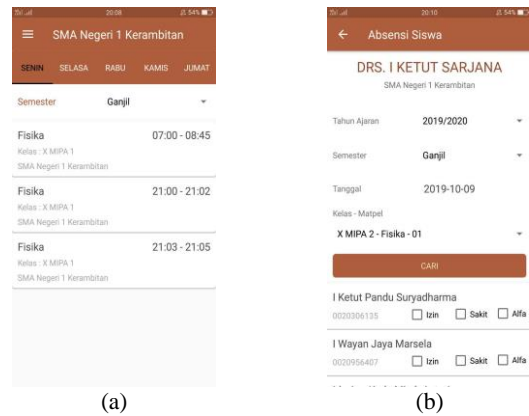 20:08
54%
SMA Negeri 1 Kerambitan
SENIN SELASA RABU KAMIS JUMAT
Semester Ganjil
Fisika 07:00 - 08:45
Kelas : X MIPA 1
SMA Negeri 1 Kerambitan
Fisika 21:00 - 21:02
Kelas : X MIPA 1
SMA Negeri 1 Kerambitan
Fisika 21:03 - 21:05
Kelas : X MIPA 1
SMA Negeri 1 Kerambitan
(a)
20:10
54%
Absensi Siswa
DRS. I KETUT SARJANA
SMA Negeri 1 Kerambitan
Tahun Ajaran 2019/2020
Semester Ganjil
Tanggal 2019-10-09
Kelas - Matpel
X MIPA 2 - Fisika - 01
CARI
I Ketut Pandu Suryadharma
0020306135 Izin Sakit Alfa
I Wayan Jaya Marsela
0020956407 Izin Sakit Alfa
(b)